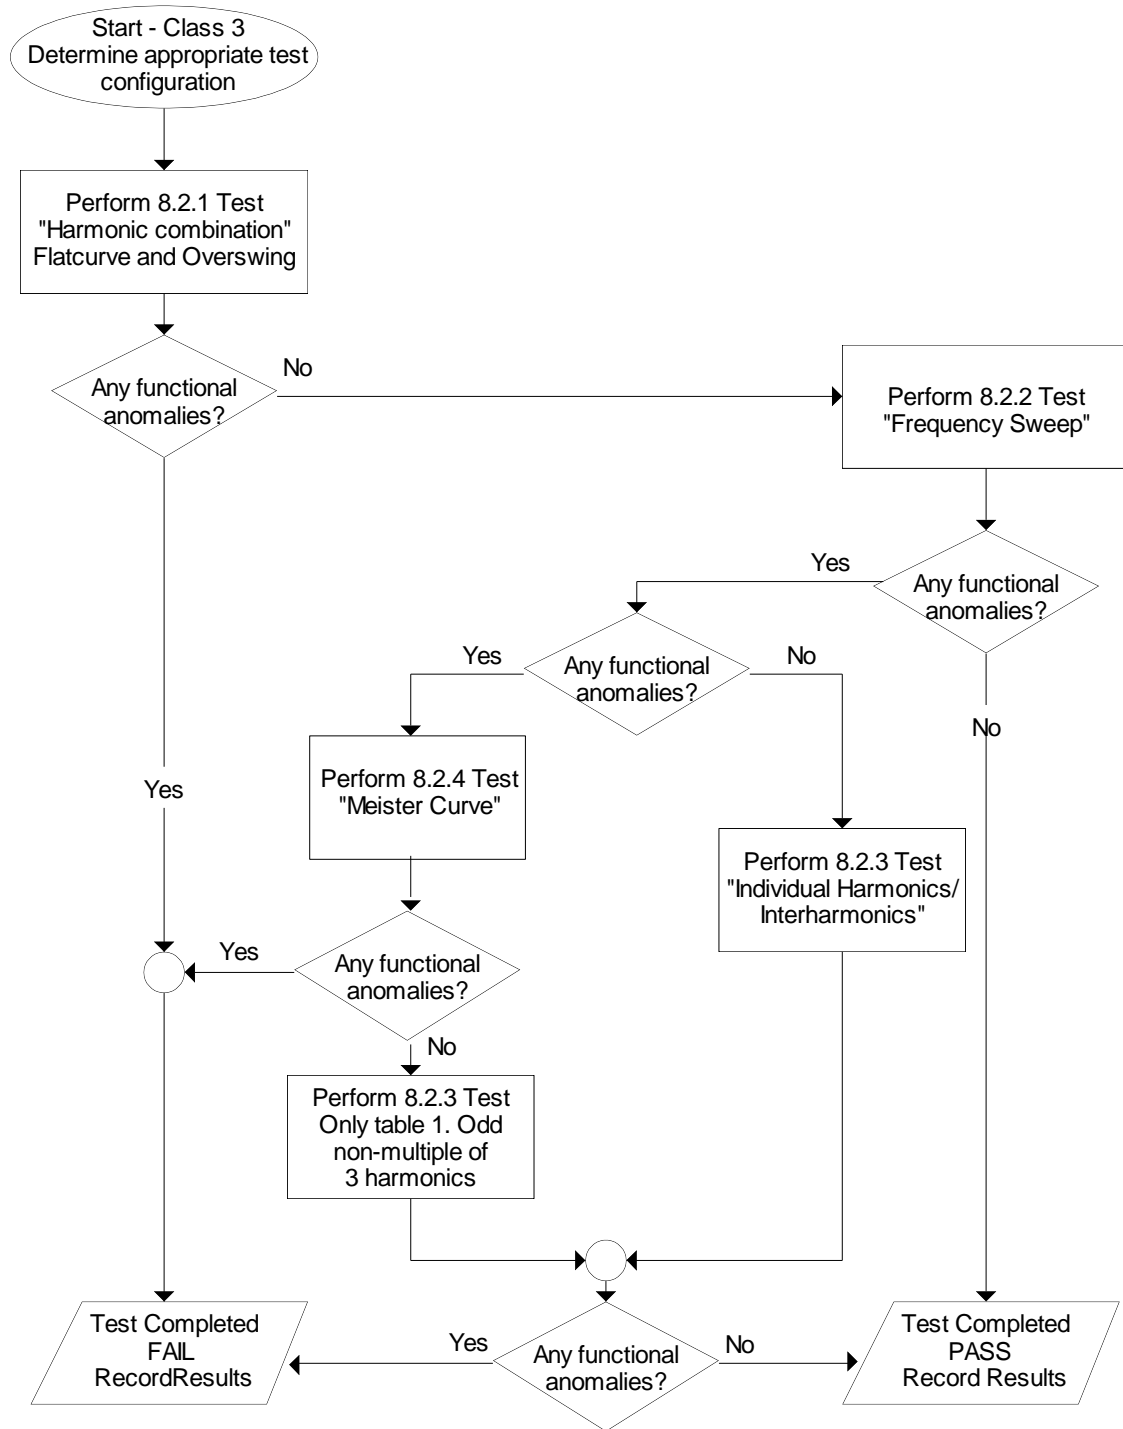 Start - Class 3
Determine appropriate test
configuration
Perform 8.2.1 Test
"Harmonic combination"
Flatcurve and Overswing
Any functional
anomalies?
No
Perform 8.2.2 Test
"Frequency Sweep"
Yes
Any functional
anomalies?
Yes
Any functional
anomalies?
No
No
Perform 8.2.4 Test
"Meister Curve"
Yes
Perform 8.2.3 Test
"Individual Harmonics/
Interharmonics"
Yes
Any functional
anomalies?
No
Perform 8.2.3 Test
Only table 1. Odd
non-multiple of
3 harmonics
Test Completed
FAIL
RecordResults
Yes
Any functional
anomalies?
No
Test Completed
PASS
Record Results